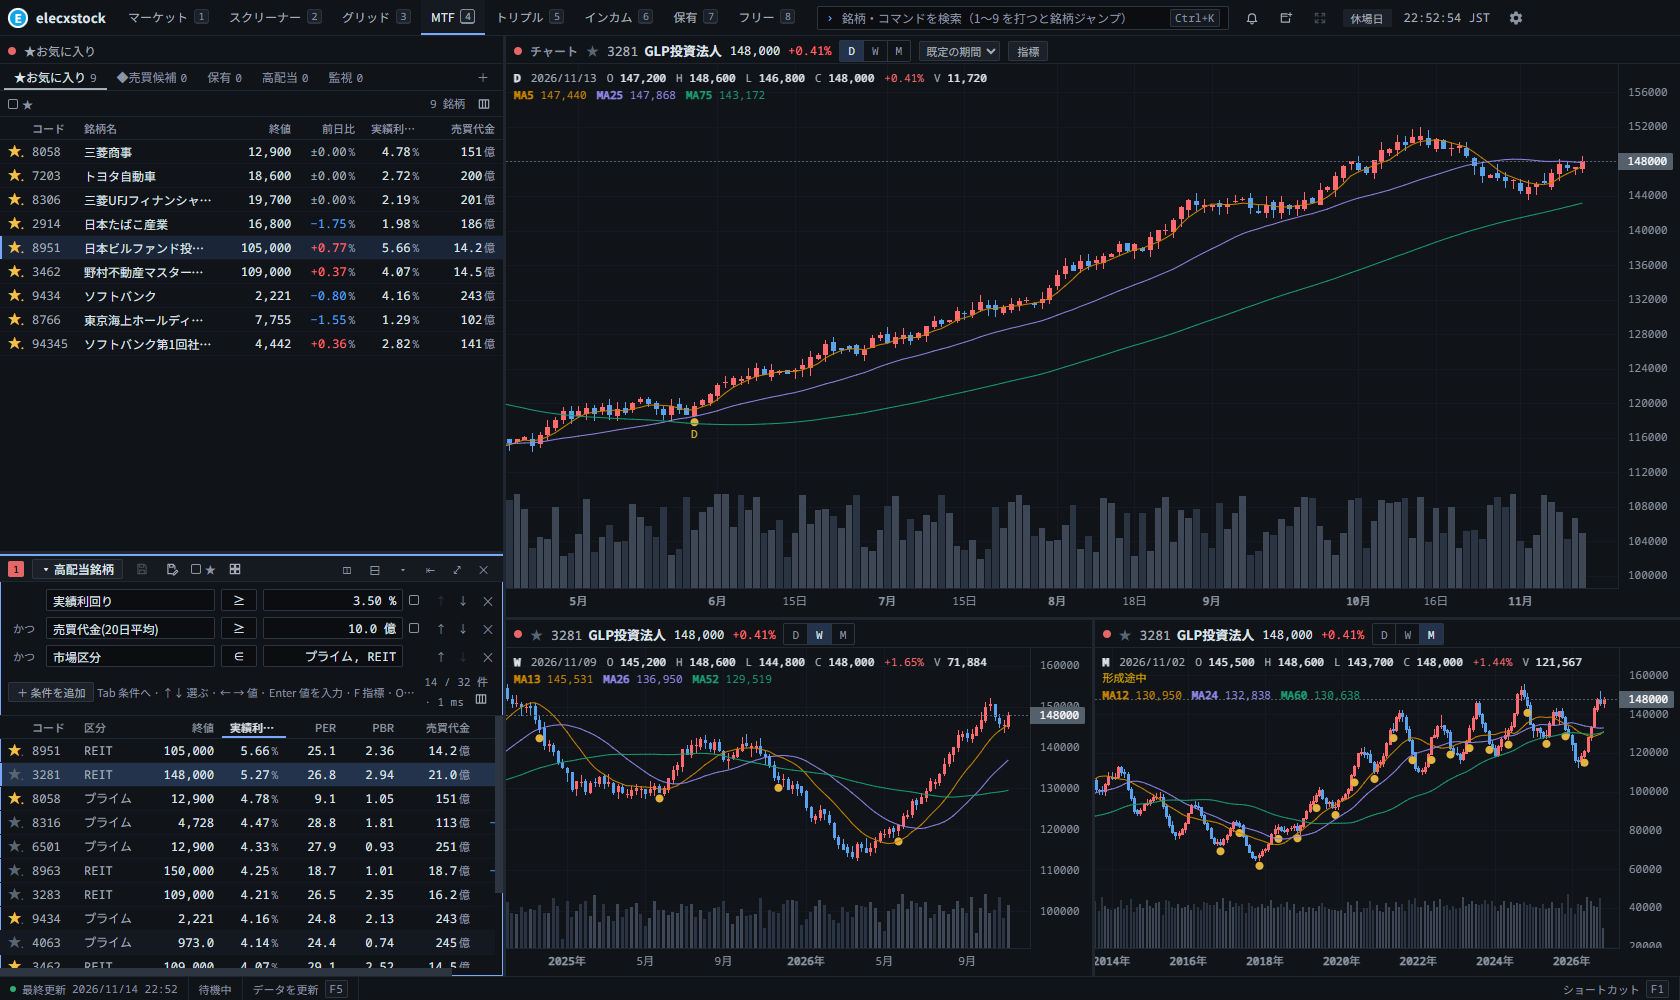 elecxstock マーケット 1 スクリーナー 2 グリッド 3 MTF 4 トリプル 5 インカム 6 保有 7 フリー 8 › 銘柄・コマンドを検索 (1〜9 を打つと銘柄ジャンプ) Ctrl+K 休場日 22:52:54 JST
★お気に入り
★お気に入り 9 ◆売買候補 0 保有 0 高配当 0 監視 0 +
★ 9 銘柄
コード 銘柄名 終値 前日比 実績利… 売買代金
8058 三菱商事 12,900 ±0.00% 4.78% 151億
7203 トヨタ自動車 18,600 ±0.00% 2.72% 200億
8306 三菱UFJフィナンシャ… 19,700 ±0.00% 2.19% 201億
2914 日本たばこ産業 16,800 −1.75% 1.98% 186億
8951 日本ビルファンド投… 105,000 +0.77% 5.66% 14.2億
3462 野村不動産マスター… 109,000 +0.37% 4.07% 14.5億
9434 ソフトバンク 2,221 −0.80% 4.16% 243億
8766 東京海上ホールディ… 7,755 −1.55% 1.29% 102億
94345 ソフトバンク第1回社… 4,442 +0.36% 2.82% 141億
1 高配当銘柄
実績利回り ≥ 3.50 % ↑ ↓ ×
かつ 売買代金(20日平均) ≥ 10.0 億 ↑ ↓ ×
かつ 市場区分 ∈ プライム, REIT ↑ ↓ ×
+ 条件を追加 Tab 条件へ・↑↓ 選ぶ・←→ 値・Enter 値を入力・F 指標・O… 14 / 32 件 · 1 ms
コード 区分 終値 実績利… PER PBR 売買代金
8951 REIT 105,000 5.66% 25.1 2.36 14.2億
3281 REIT 148,000 5.27% 26.8 2.94 21.0億
8058 プライム 12,900 4.78% 9.1 1.05 151億
8316 プライム 4,728 4.47% 28.8 1.81 113億
6501 プライム 12,900 4.33% 27.9 0.93 251億
8963 REIT 150,000 4.25% 18.7 1.01 18.7億
3283 REIT 109,000 4.21% 26.5 2.35 16.2億
9434 プライム 2,221 4.16% 24.8 2.13 243億
4063 プライム 973.0 4.14% 24.4 0.74 245億
3462 REIT 109,000 4.07% 29.1 2.52 14.5億
チャート ★ 3281 GLP投資法人 148,000 +0.41% D W M 既定の期間 指標
D 2026/11/13 O 147,200 H 148,600 L 146,800 C 148,000 +0.41% V 11,720
MA5 147,440 MA25 147,868 MA75 143,172
156000
152000
148000
144000
140000
136000
132000
128000
124000
120000
116000
112000
108000
104000
100000
D
5月 6月 15日 7月 15日 8月 18日 9月 10月 16日 11月
★ 3281 GLP投資法人 148,000 +0.41% D W M
W 2026/11/09 O 145,200 H 148,600 L 144,800 C 148,000 +1.65% V 71,884
MA13 145,531 MA26 136,950 MA52 129,519
160000
150000
148000
140000
130000
120000
110000
100000
2025年 5月 9月 2026年 5月 9月
★ 3281 GLP投資法人 148,000 +0.41% D W M
M 2026/11/02 O 145,500 H 148,600 L 143,700 C 148,000 +1.44% V 121,567
形成途中
MA12 130,950 MA24 132,838 MA60 130,638
160000
148000
140000
120000
100000
80000
60000
40000
20000
2014年 2016年 2018年 2020年 2022年 2024年 2026年
最終更新 2026/11/14 22:52 待機中 データを更新 F5 ショートカット F1